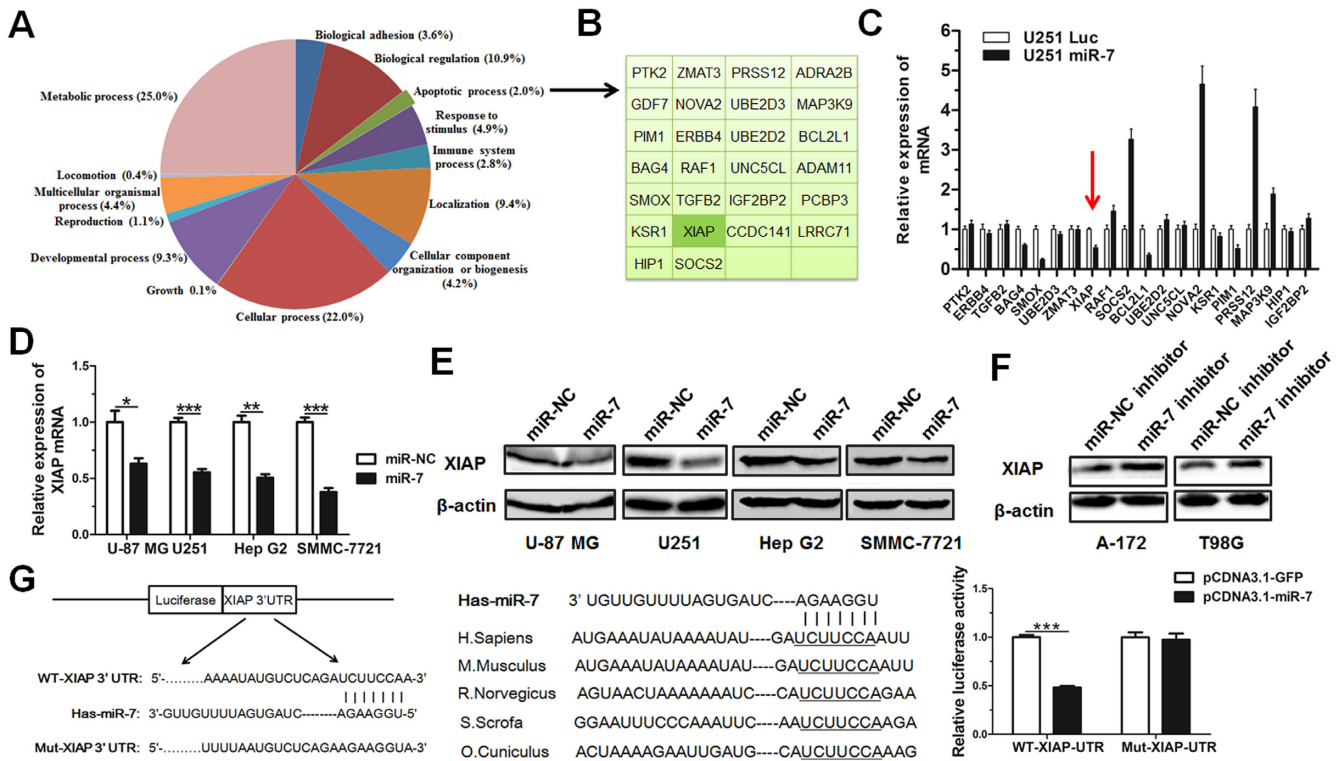 A
Biological adhesion (3.6%)
Biological regulation (10.9%)
Apoptotic process (2.0%)
Response to
stimulus (4.9%)
Immune system
process (2.8%)
Localization (9.4%)
Cellular component
organization or biogenesis
(4.2%)
Cellular process (22.0%)
Growth 0.1%
Developmental process (9.3%)
Reproduction (1.1%)
Multicellular organismal
process (4.4%)
Locomotion (0.4%)
Metabolic process (25.0%)
B
PTK2 ZMAT3 PRSS12 ADRA2B
GDF7 NOVA2 UBE2D3 MAP3K9
PIM1 ERBB4 UBE2D2 BCL2L1
BAG4 RAF1 UNC5CL ADAM11
SMOX TGFB2 IGF2BP2 PCBP3
KSR1 XIAP CCDC141 LRRC71
HIP1 SOCS2
C
U251 Luc
U251 miR-7
Relative expression of
mRNA
6
5
4
3
2
1
0
PTK2
ERBB4
TGFB2
BAG4
SMOX
UBE2D3
ZMAT3
XIAP
RAF1
SOCS2
BCL2L1
UBE2D2
UNC5CL
NOVA2
KSR1
PIM1
PRSS12
MAP3K9
HIP1
IGF2BP2
D
Relative expression of
XIAP mRNA
1.5
1.0
0.5
0.0
* *** ** ***
miR-NC
miR-7
U-87 MG U251 Hep G2 SMMC-7721
E
miR-NC miR-7 miR-NC miR-7 miR-NC miR-7 miR-NC miR-7
XIAP
β-actin
U-87 MG U251 Hep G2 SMMC-7721
F
miR-NC inhibitor miR-7 inhibitor miR-NC inhibitor miR-7 inhibitor
XIAP
β-actin
A-172 T98G
G
Luciferase XIAP 3'UTR
WT-XIAP 3' UTR: 5'-.........AAAAUAUGUCUCAGAUCUUCCAA-3'
Has-miR-7: 3'-GUUGUUUUAGUGAUC--------AGAAGGU-5'
Mut-XIAP 3' UTR: 5'-.........UUUUAAUGUCUCAGAAGAAGGUA-3'
Has-miR-7 3' UGUUGUUUUAGUGAUC----AGAAGGU
H.Sapiens AUGAAAUAUAAAAUAU----GAUCUUCCAAUU
M.Musculus AUGAAAUAUAAAAUAU----GAUCUUCCAAUU
R.Norvegicus AGUAACUAUAAAAAAUC----CAUCUUCCAGAA
S.Scrofa GGAAUUUCCCAAAUUC----AAUCUUCCAAGA
O.Cuniculus ACUAAAAGAAUUGAUG----CAUCUUCCAAAG
pCDNA3.1-GFP
pCDNA3.1-miR-7
Relative luciferase activity
1.5
1.0
0.5
0.0
***
WT-XIAP-UTR Mut-XIAP-UTR